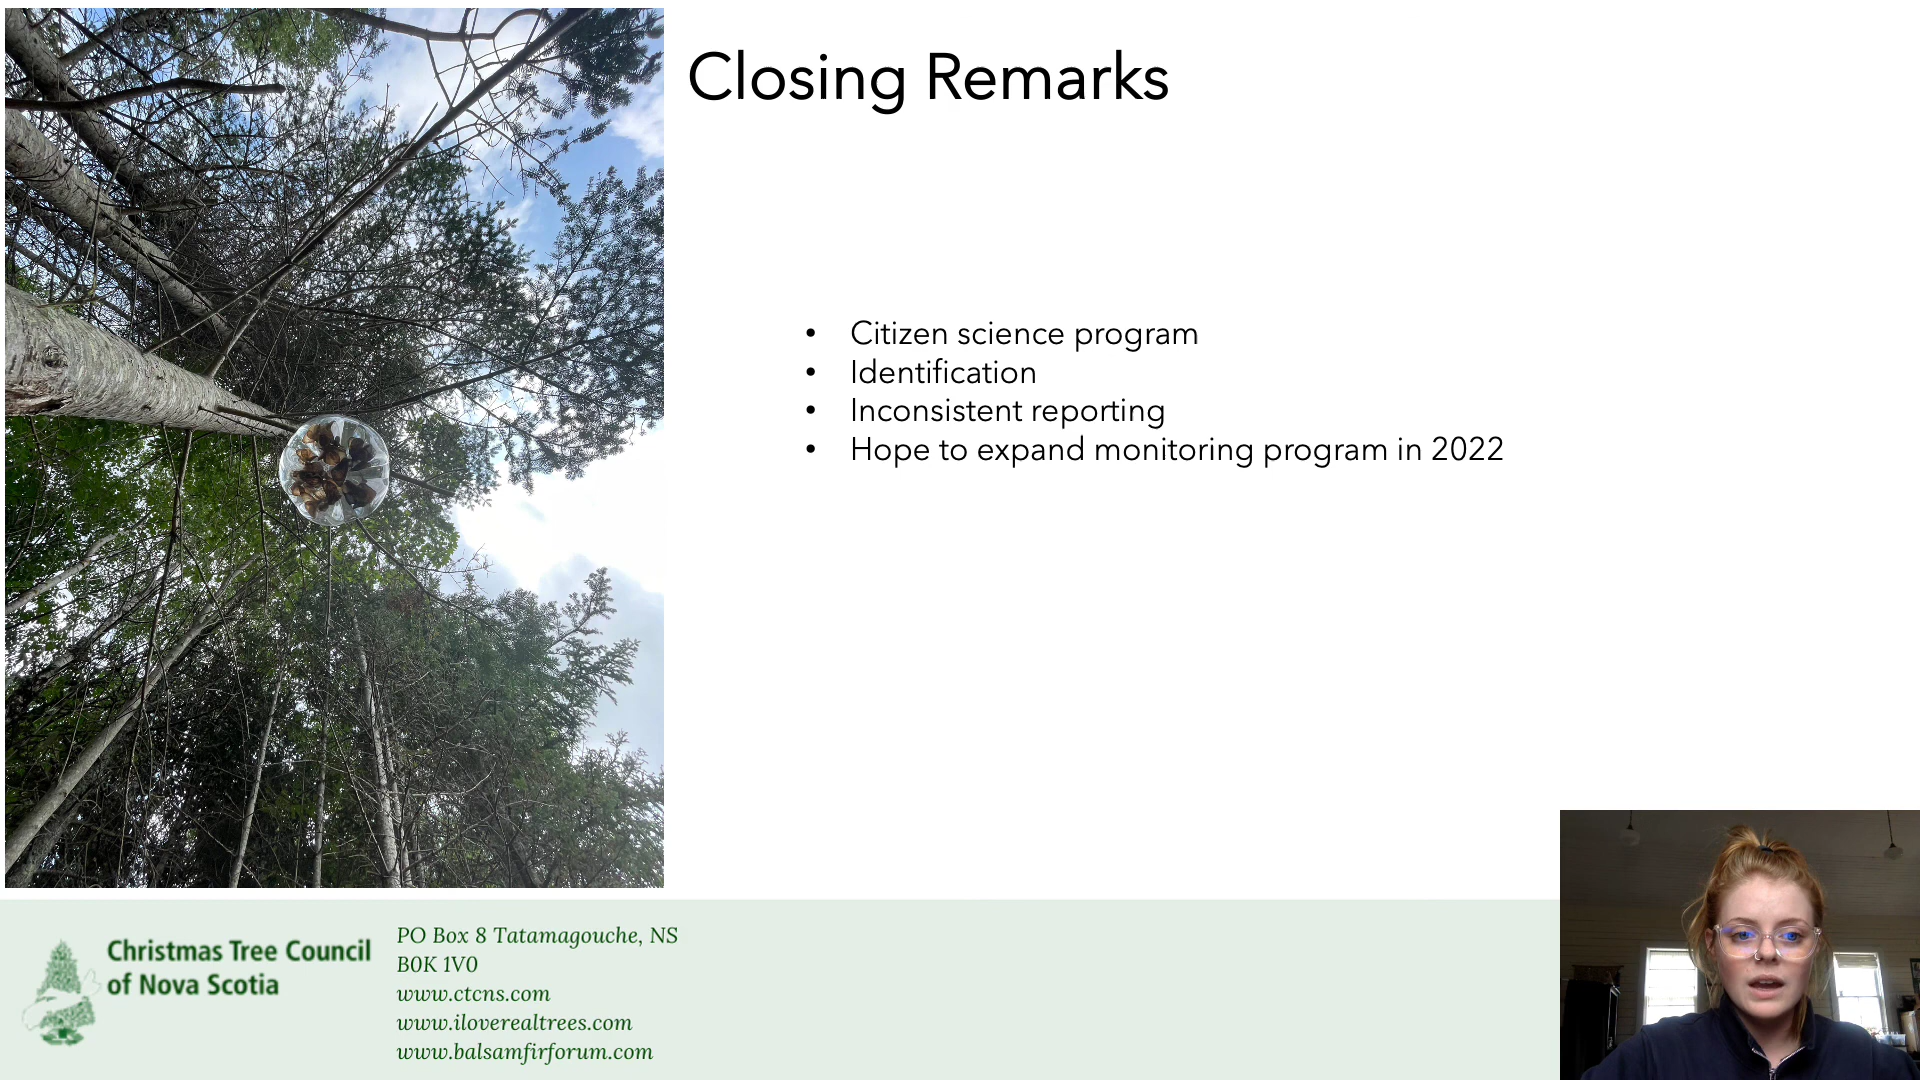 Closing Remarks
• Citizen science program
• Identification
• Inconsistent reporting
• Hope to expand monitoring program in 2022
Christmas Tree Council
of Nova Scotia
PO Box 8 Tatamagouche, NS
B0K 1V0
www.ctcns.com
www.iloverealtrees.com
www.balsamfirforum.com